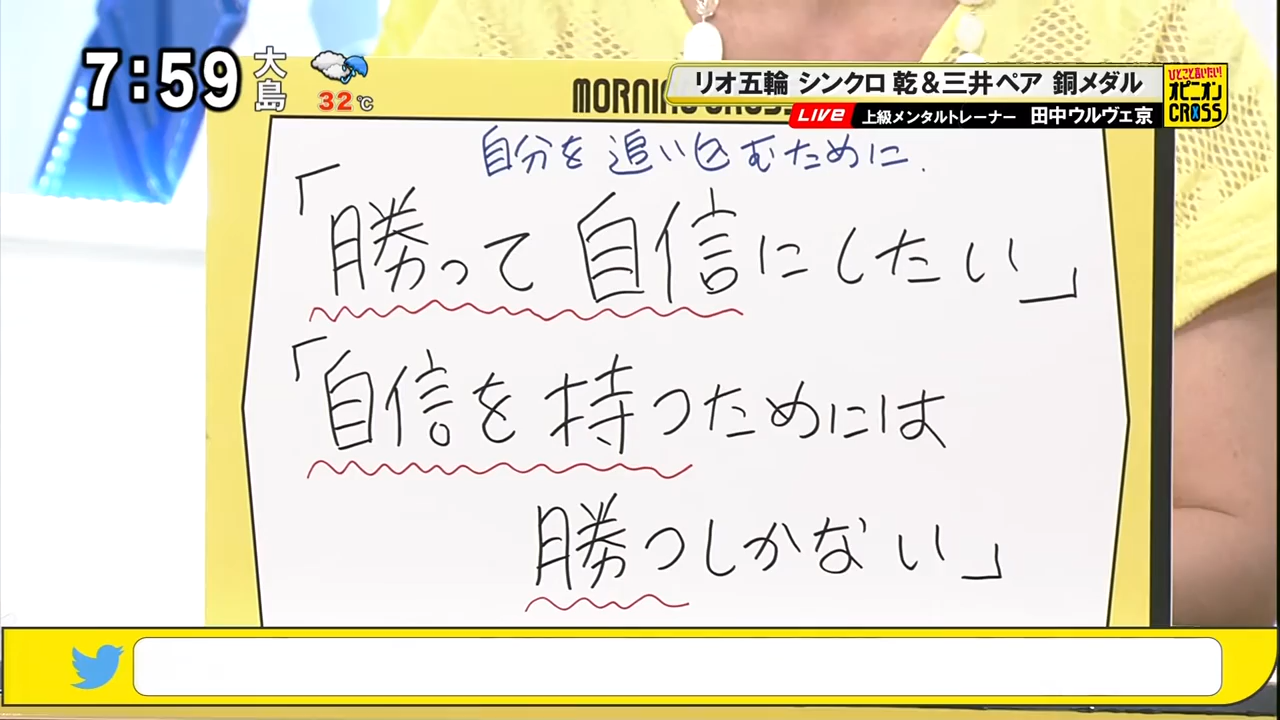 7:59
大島
32℃
リオ五輪 シンクロ 乾&三井ペア 銅メダル
LIVE 上級メンタルトレーナー 田中ウルヴェ京
ひとこと言いたい!
オピニオン
CROSS
自分を追い込むために.
「勝って自信にしたい」
「自信を持つためには
勝つしかない」